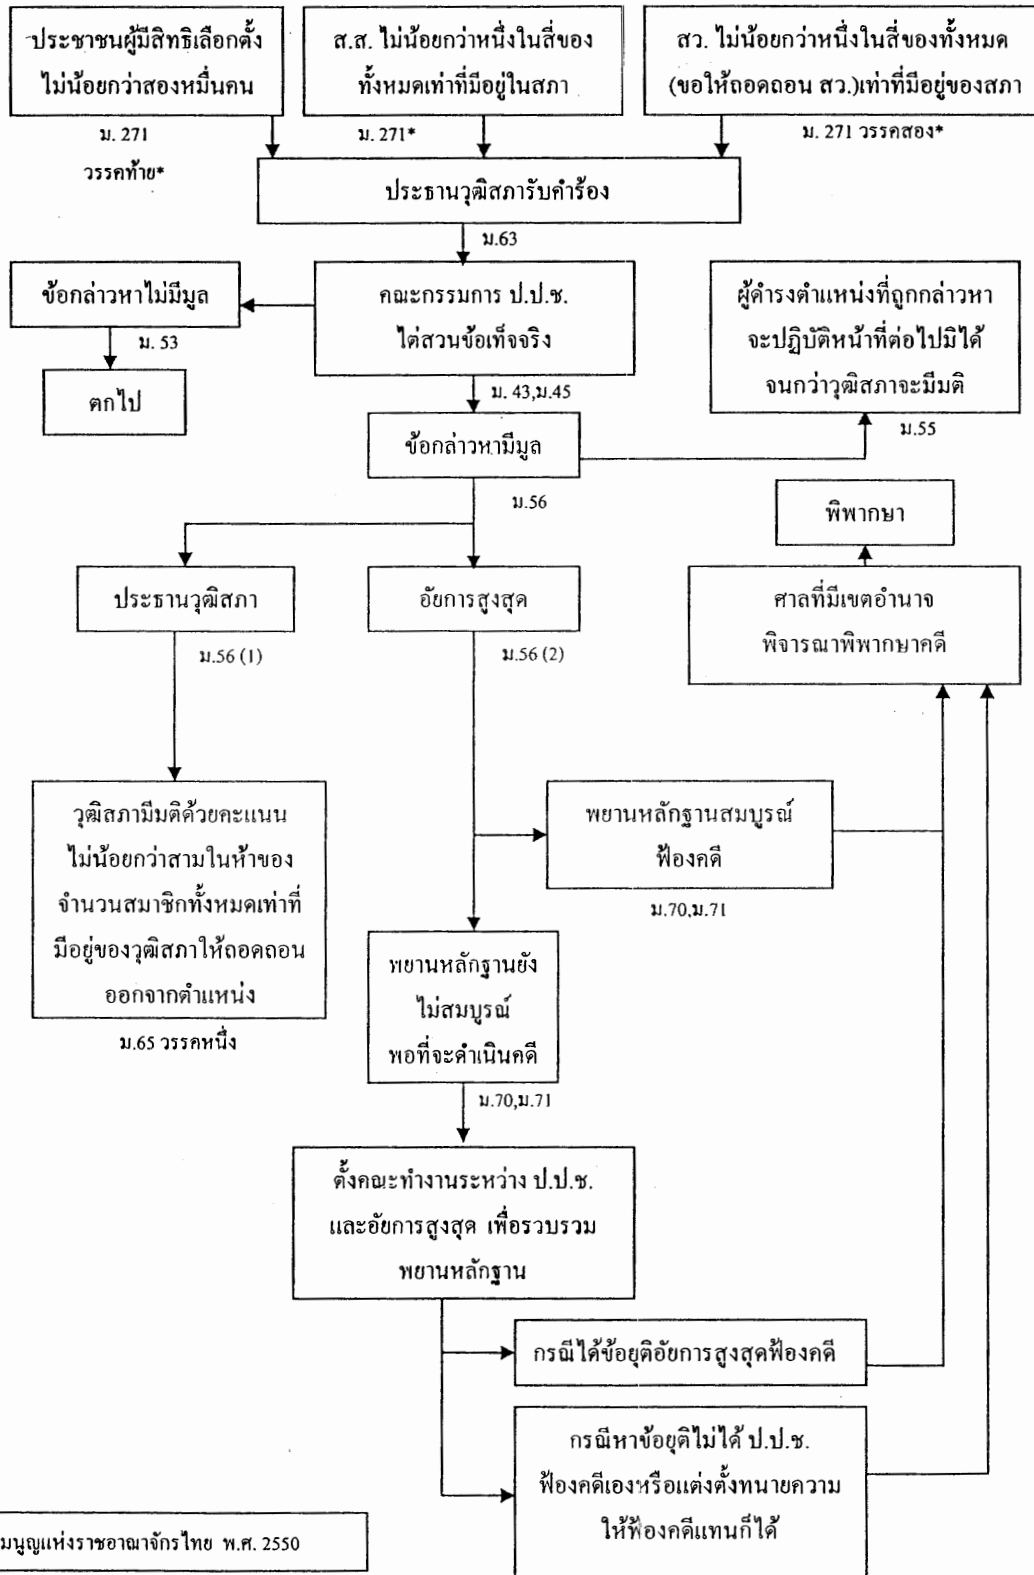 ประชาชนผู้มีสิทธิเลือกตั้ง
ไม่น้อยกว่าสองหมื่นคน
ส.ส. ไม่น้อยกว่าหนึ่งในสี่ของ
ทั้งหมดเท่าที่มีอยู่ในสภา
สว. ไม่น้อยกว่าหนึ่งในสี่ของทั้งหมด
(ขอให้ถอดถอน สว.)เท่าที่มีอยู่ของสภา
ม. 271
วรรคท้าย*
ม. 271*
ม. 271 วรรคสอง*
ประธานวุฒิสภารับคำร้อง
ม.63
ข้อกล่าวหาไม่มีมูล
ม. 53
ตกไป
คณะกรรมการ ป.ป.ช.
ไต่สวนข้อเท็จจริง
ม. 43,ม.45
ผู้ดำรงตำแหน่งที่ถูกกล่าวหา
จะปฏิบัติหน้าที่ต่อไปมิได้
จนกว่าวุฒิสภาจะมีมติ
ม.55
ข้อกล่าวหามีมูล
ม.56
พิพากษา
ประธานวุฒิสภา
ม.56 (1)
อัยการสูงสุด
ม.56 (2)
ศาลที่มีเขตอำนาจ
พิจารณาพิพากษาคดี
วุฒิสภามีมติด้วยคะแนน
ไม่น้อยกว่าสามในห้าของ
จำนวนสมาชิกทั้งหมดเท่าที่
มีอยู่ของวุฒิสภาให้ถอดถอน
ออกจากตำแหน่ง
ม.65 วรรคหนึ่ง
พยานหลักฐานสมบูรณ์
ฟ้องคดี
ม.70,ม.71
พยานหลักฐานยัง
ไม่สมบูรณ์
พอที่จะดำเนินคดี
ม.70,ม.71
ตั้งคณะทำงานระหว่าง ป.ป.ช.
และอัยการสูงสุด เพื่อรวบรวม
พยานหลักฐาน
กรณีได้ข้อยุติอัยการสูงสุดฟ้องคดี
กรณีหาข้อยุติไม่ได้ ป.ป.ช.
ฟ้องคดีเองหรือแต่งตั้งทนายความ
ให้ฟ้องคดีแทนก็ได้
มนูญแห่งราชอาณาจักรไทย พ.ศ. 2550